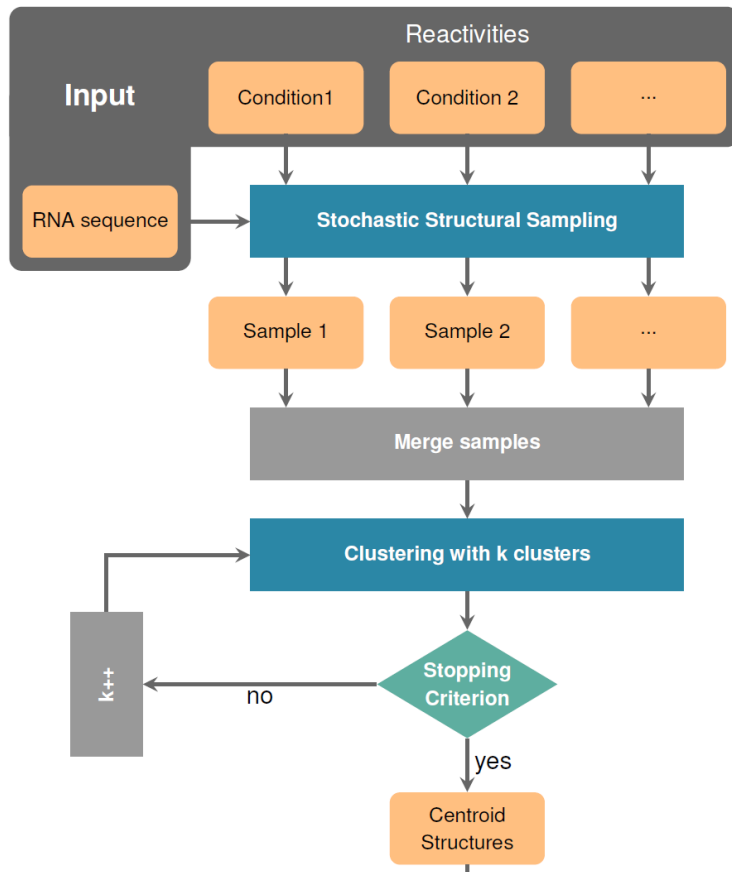 Reactivities
Input
Condition1
Condition 2
...
RNA sequence
Stochastic Structural Sampling
Sample 1
Sample 2
...
Merge samples
Clustering with k clusters
k++
Stopping
Criterion
no
yes
Centroid
Structures